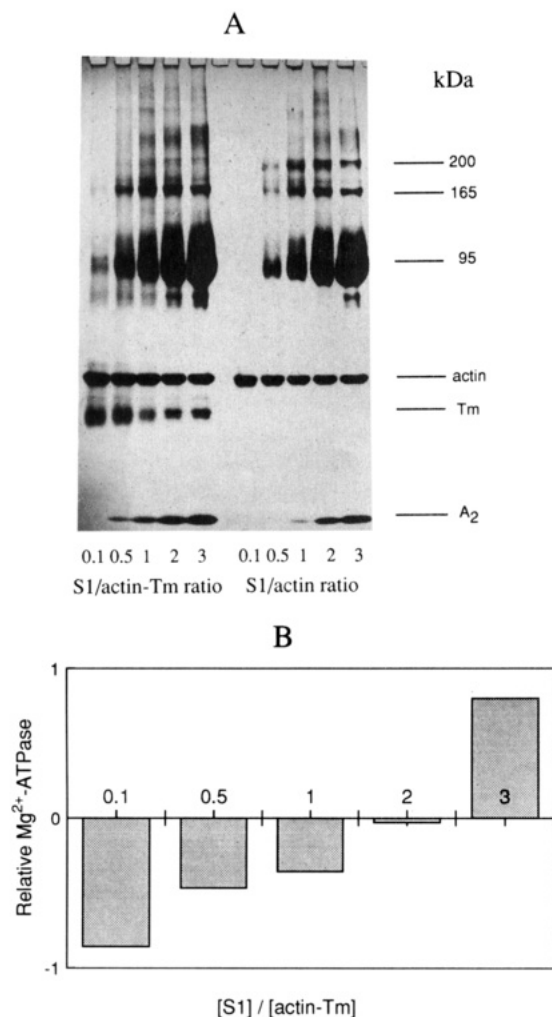 A
kDa
200
165
95
actin
Tm
A2
0.1 0.5 1 2 3 0.1 0.5 1 2 3
S1/actin-Tm ratio S1/actin ratio
B
1
0.1 0.5 1 2 3
0
-1
Relative Mg2+-ATPase
[S1] / [actin-Tm]